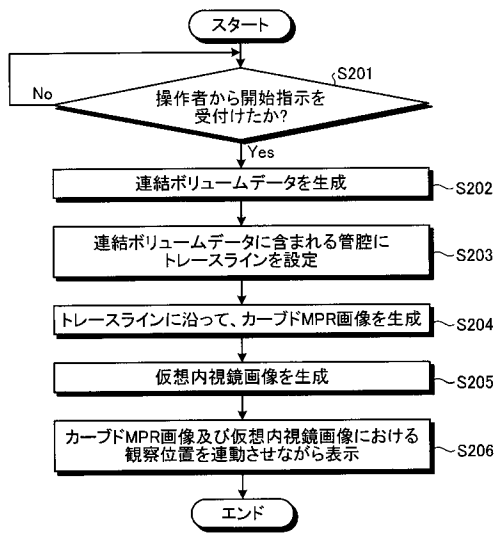 スタート
S201
操作者から開始指示を
受付けたか?
No
Yes
連結ボリュームデータを生成
S202
連結ボリュームデータに含まれる管腔に
トレースラインを設定
S203
トレースラインに沿って、カーブドMPR画像を生成
S204
仮想内視鏡画像を生成
S205
カーブドMPR画像及び仮想内視鏡画像における
観察位置を連動させながら表示
S206
エンド